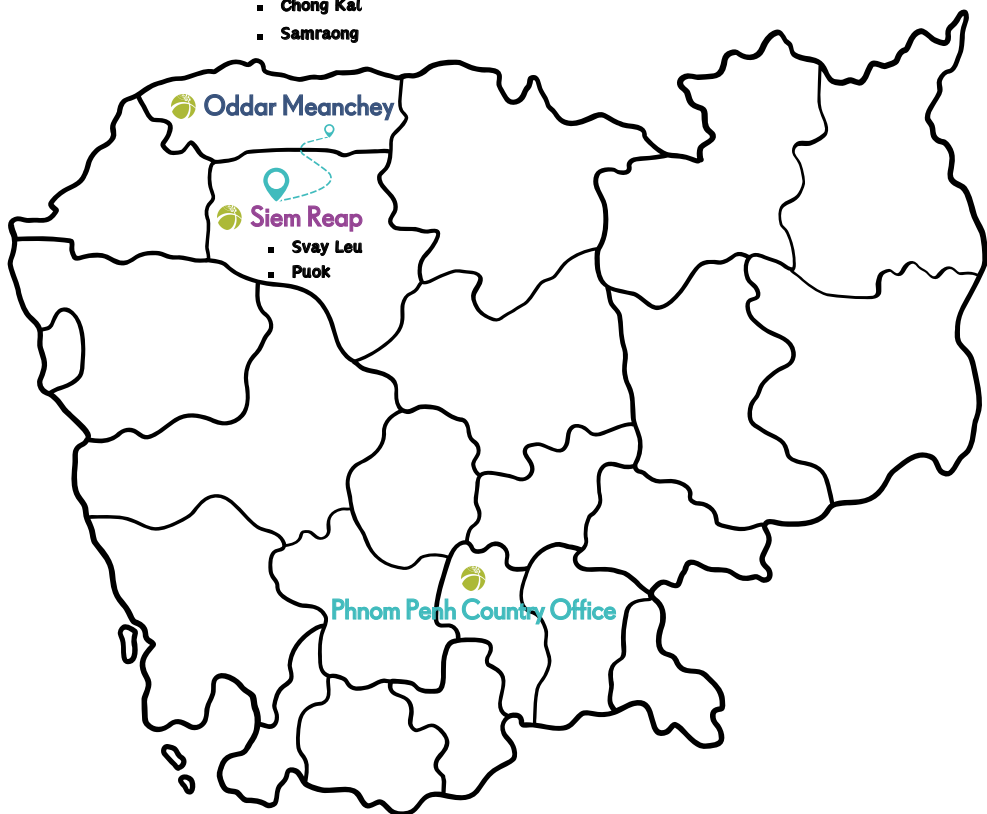 ▪ Chong Kal
▪ Samraong
Oddar Meanchey
Siem Reap
▪ Svay Leu
▪ Puok
Phnom Penh Country Office